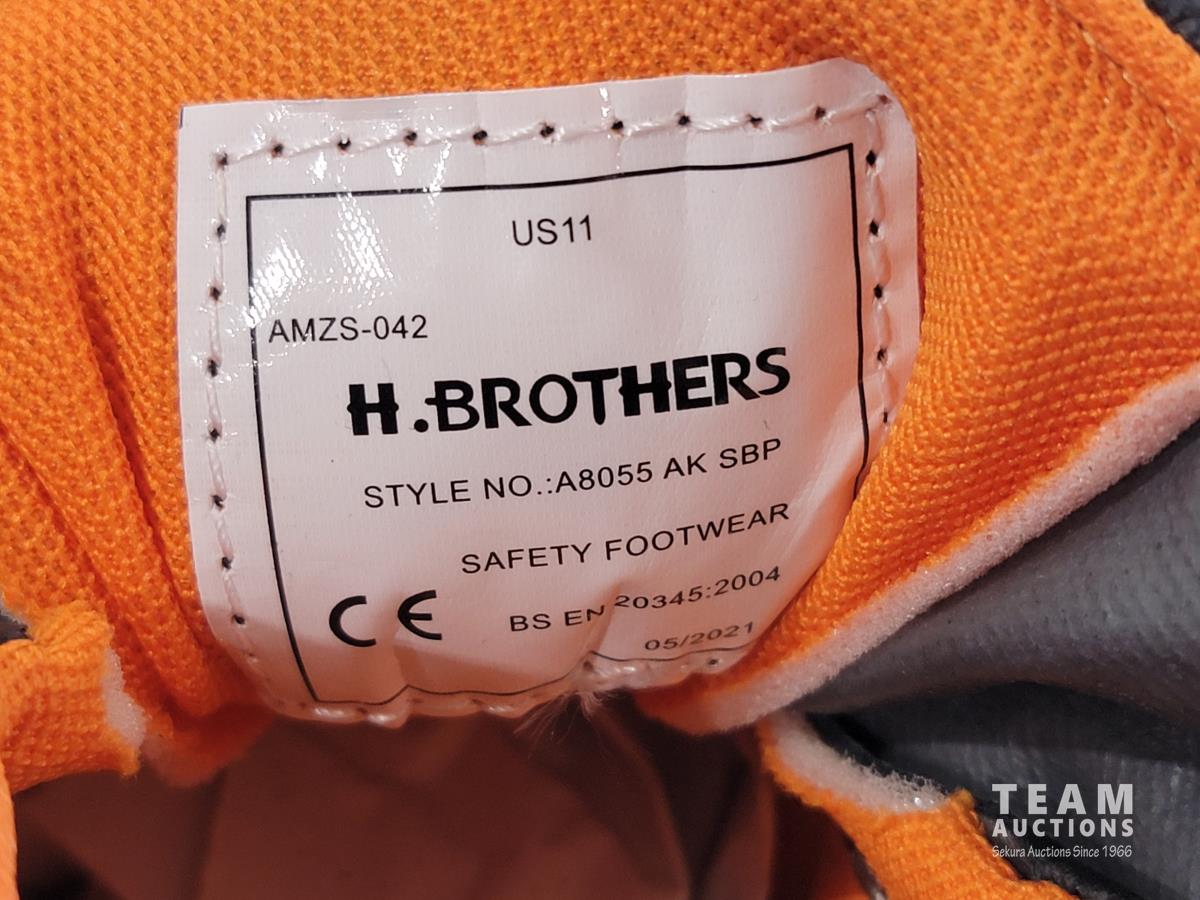 US11
AMZS-042
H.BROTHERS
STYLE NO.:A8055 AK SBP
SAFETY FOOTWEAR
CE BS EN 20345:2004
05/2021
TEAM
AUCTIONS
Sekura Auctions Since 1966